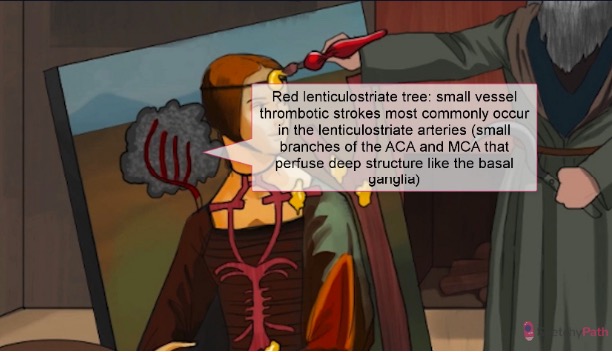 Red lenticulostriate tree: small vessel
thrombotic strokes most commonly occur
in the lenticulostriate arteries (small
branches of the ACA and MCA that
perfuse deep structure like the basal
ganglia)
SketchyPath